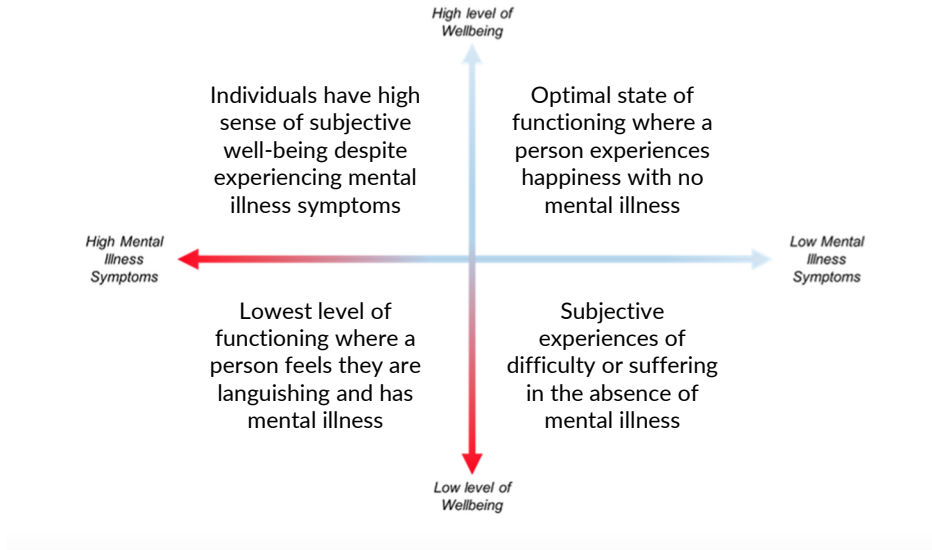 High level of
Wellbeing
Individuals have high
sense of subjective
well-being despite
experiencing mental
illness symptoms
Optimal state of
functioning where a
person experiences
happiness with no
mental illness
High Mental
Illness
Symptoms
Low Mental
Illness
Symptoms
Lowest level of
functioning where a
person feels they are
languishing and has
mental illness
Subjective
experiences of
difficulty or suffering
in the absence of
mental illness
Low level of
Wellbeing